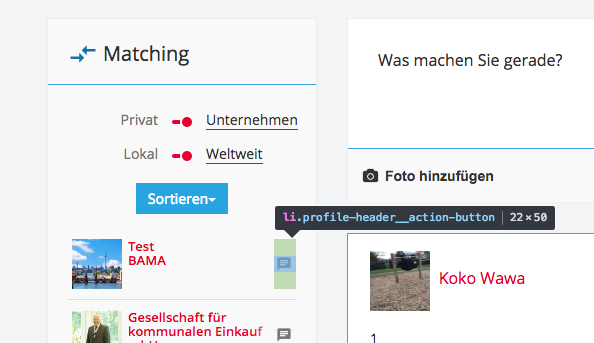 Matching
Privat Unternehmen
Lokal Weltweit
Sortieren
Test
BAMA
Gesellschaft für
kommunalen Einkauf
Was machen Sie gerade?
Foto hinzufügen
li.profile-header__action-button 22 × 50
Koko Wawa
1